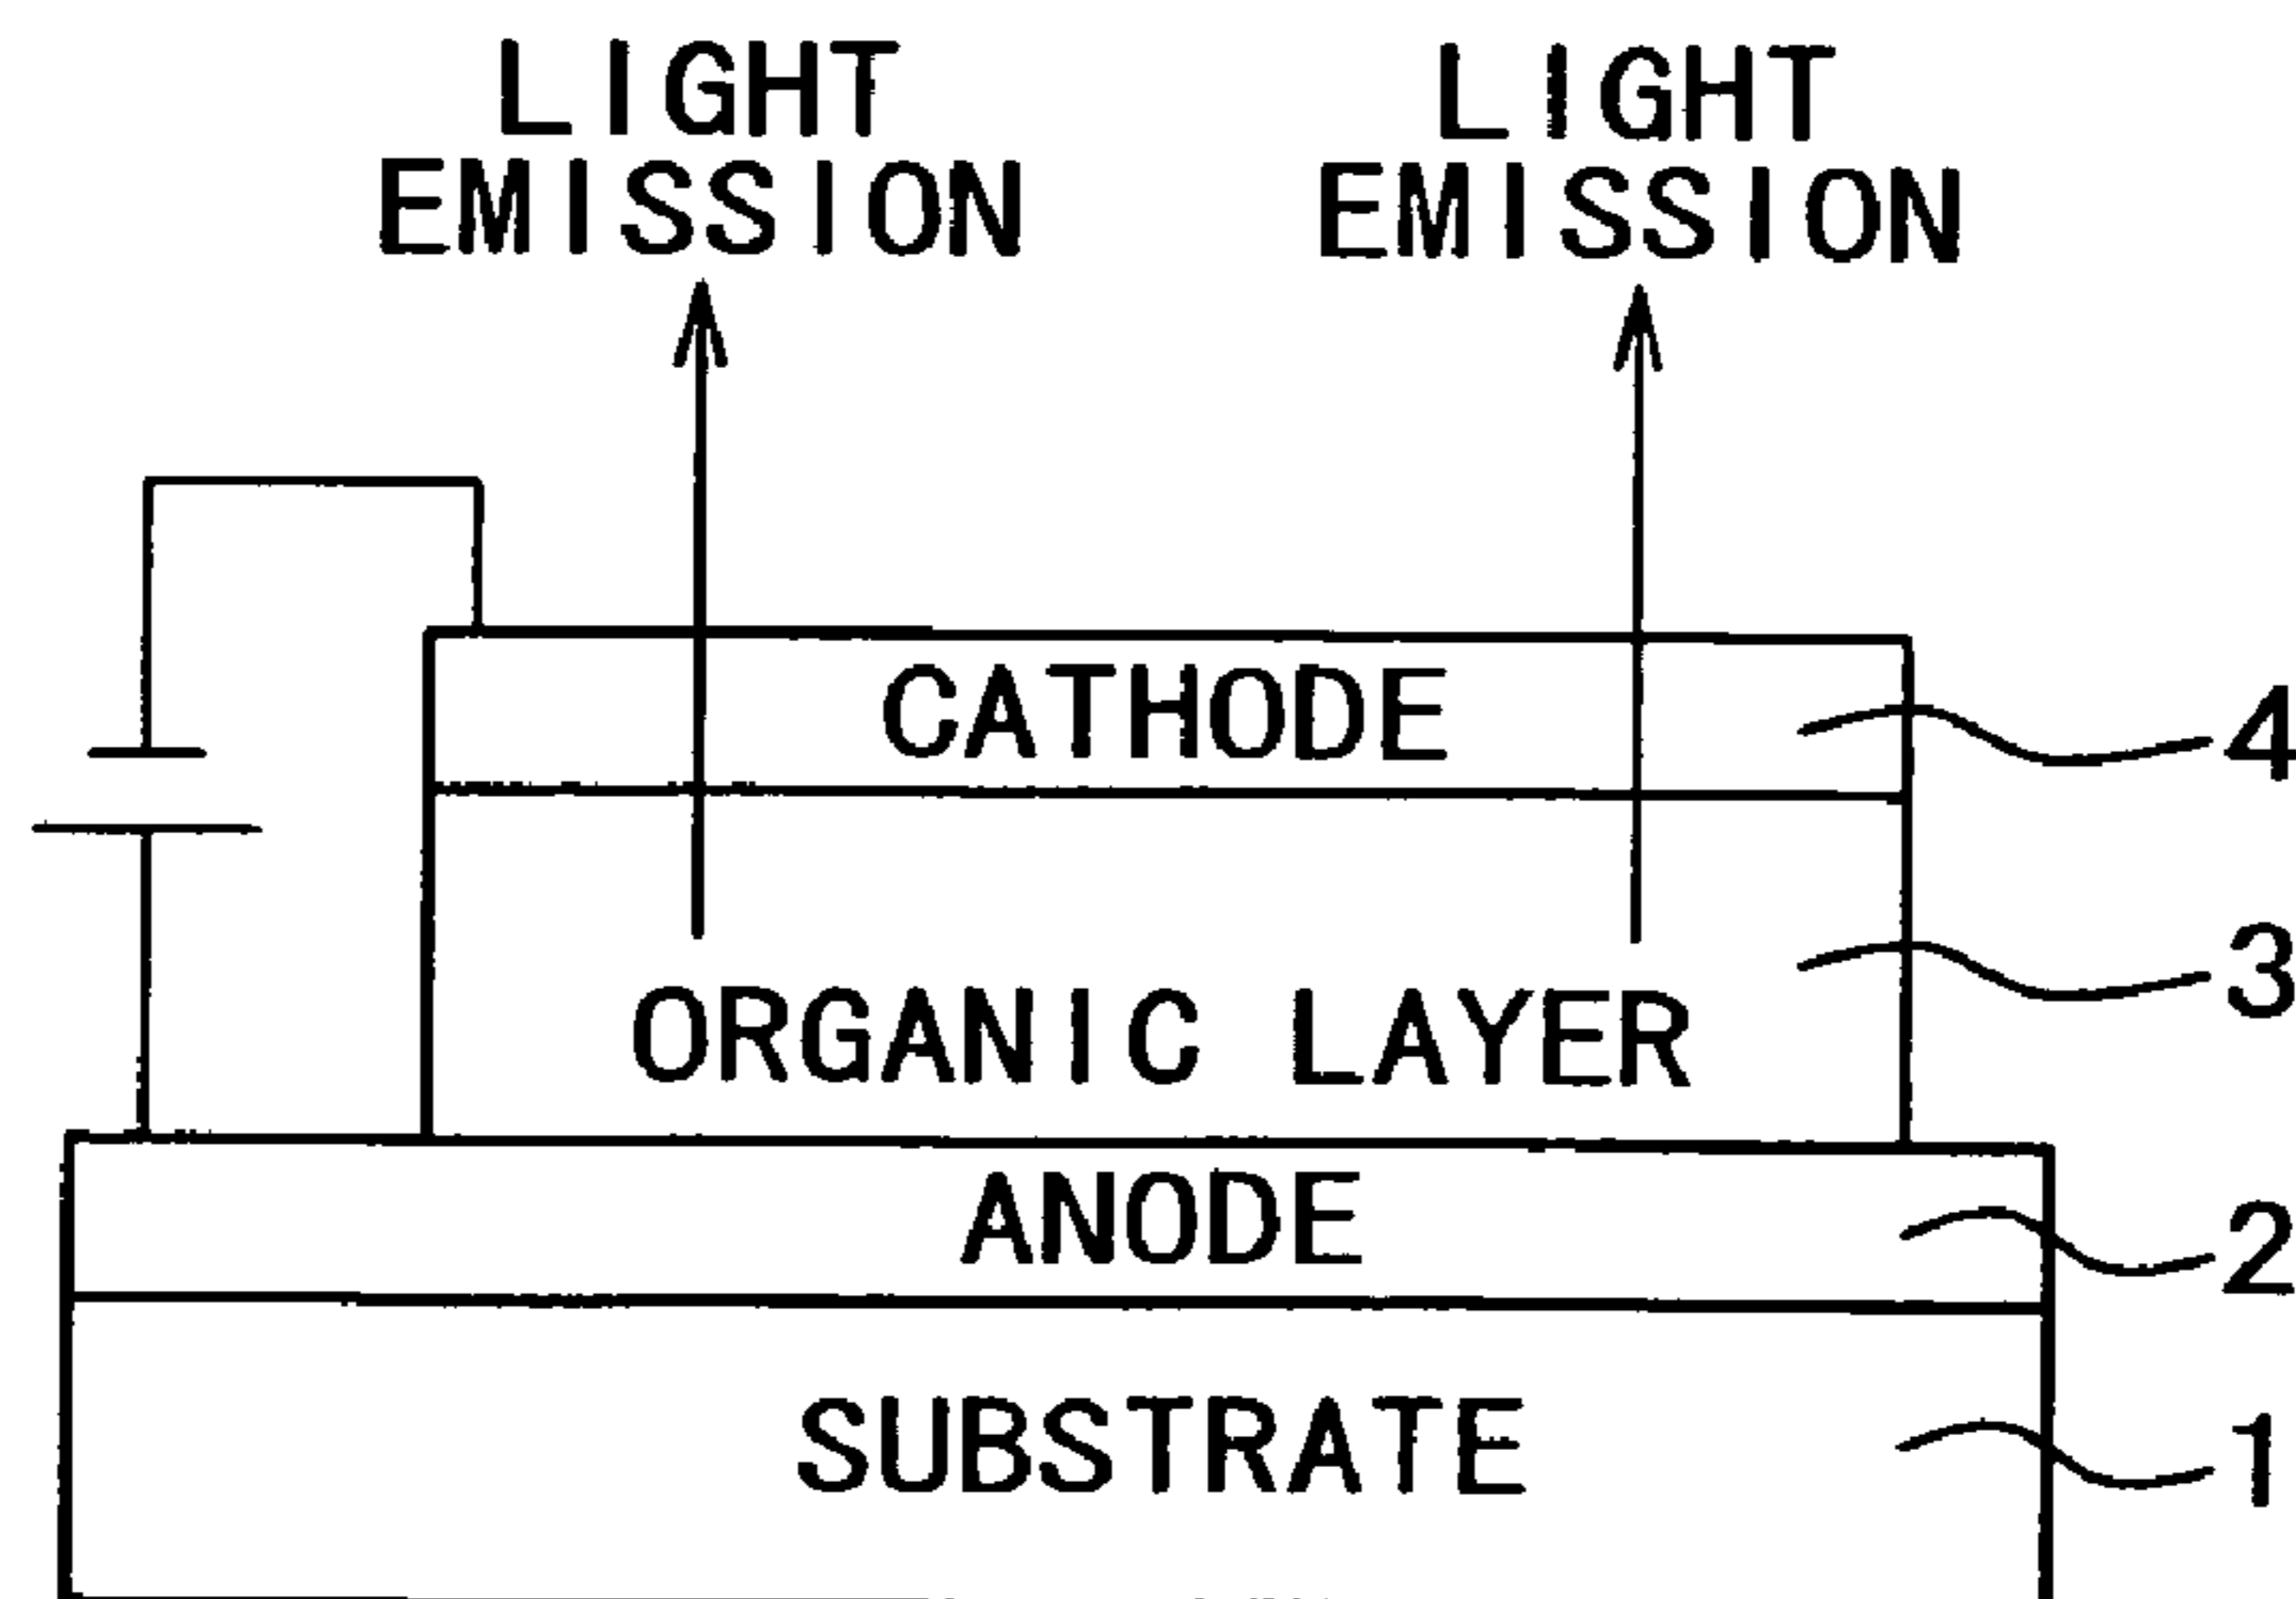 LIGHT EMISSION
LIGHT EMISSION
CATHODE
4
3
ORGANIC LAYER
ANODE
2
SUBSTRATE
1